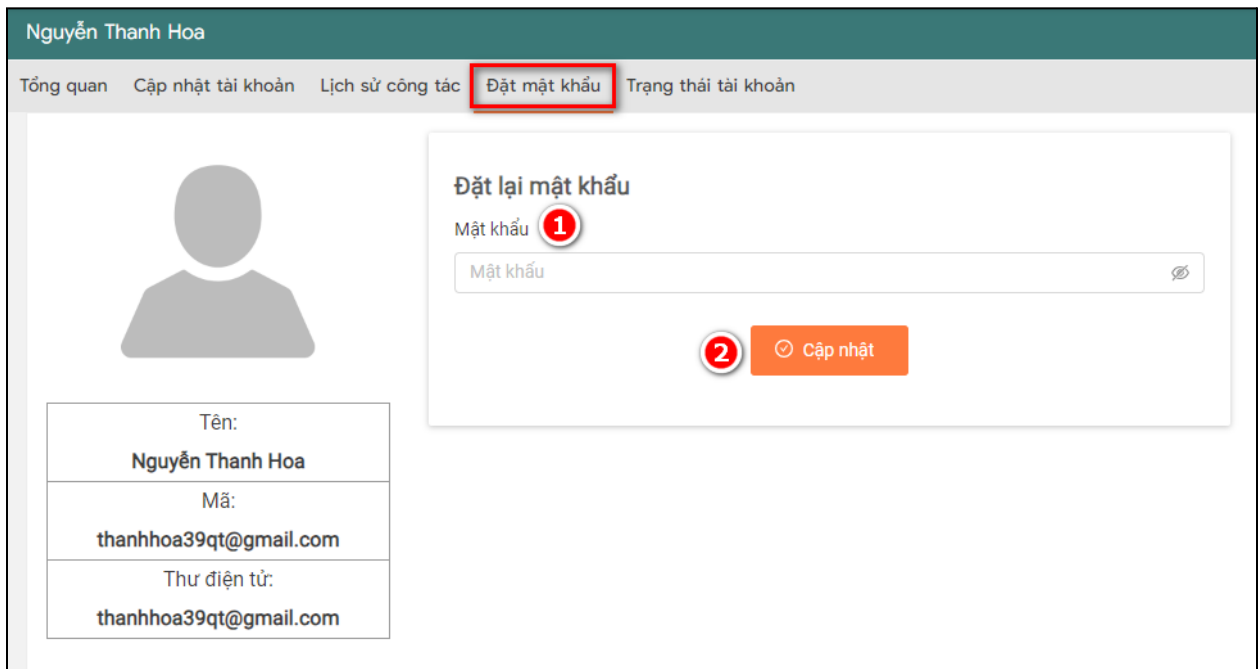 Nguyễn Thanh Hoa
Tổng quan Cập nhật tài khoản Lịch sử công tác Đặt mật khẩu Trạng thái tài khoản
Đặt lại mật khẩu
Mật khẩu 1
Mật khẩu
2 Cập nhật
Tên:
Nguyễn Thanh Hoa
Mã:
thanhhoa39qt@gmail.com
Thư điện tử:
thanhhoa39qt@gmail.com